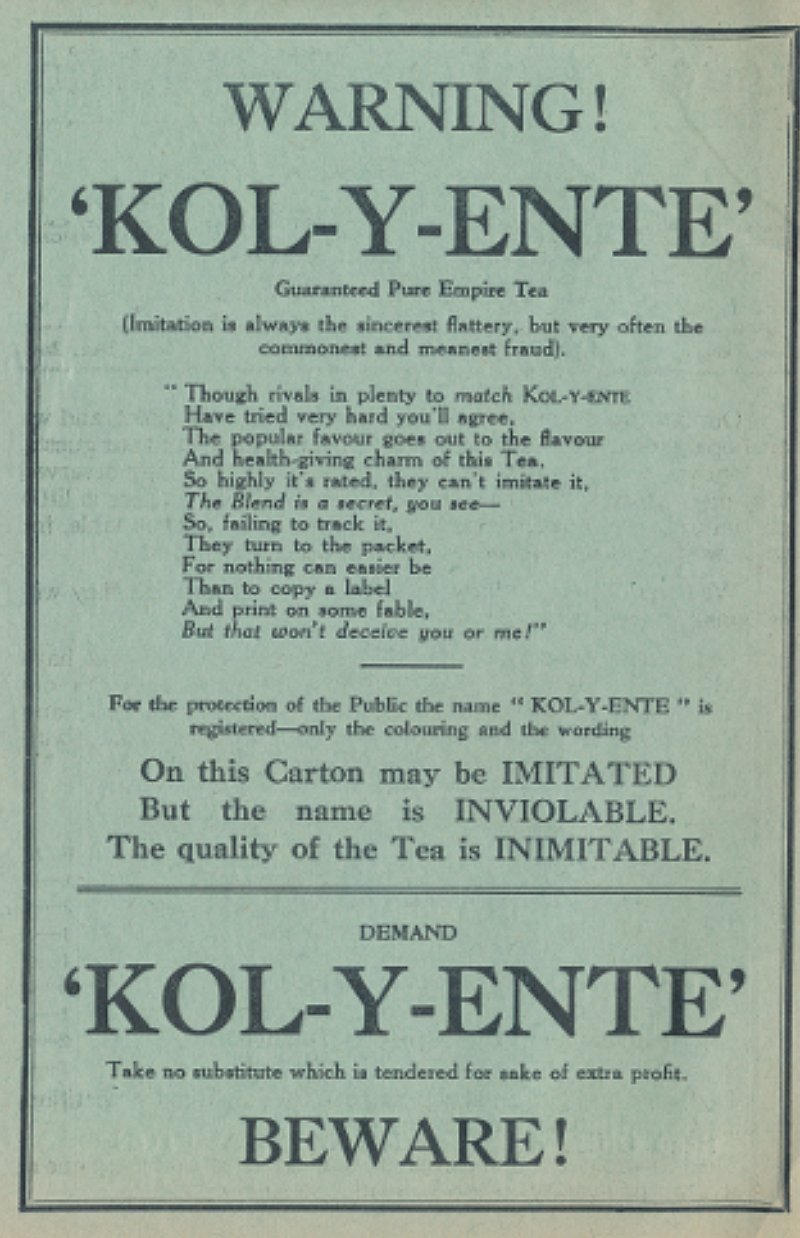 WARNING!
‘KOL-Y-ENTE’
Guaranteed Pure Empire Tea
(Imitation is always the sincerest flattery, but very often the
commonest and meanest fraud).
" Though rivals in plenty to match KOL-Y-ENTE
Have tried very hard you'll agree,
The popular favour goes out to the flavour
And health-giving charm of this Tea,
So highly it's rated, they can't imitate it,
The Blend is a secret, you see—
So, failing to track it,
They turn to the packet,
For nothing can easier be
Than to copy a label
And print on some fable,
But that won't deceive you or me!"
For the protection of the Public the name " KOL-Y-ENTE " is
registered—only the colouring and the wording
On this Carton may be IMITATED
But the name is INVIOLABLE.
The quality of the Tea is INIMITABLE.
DEMAND
‘KOL-Y-ENTE’
Take no substitute which is tendered for sake of extra profit.
BEWARE!